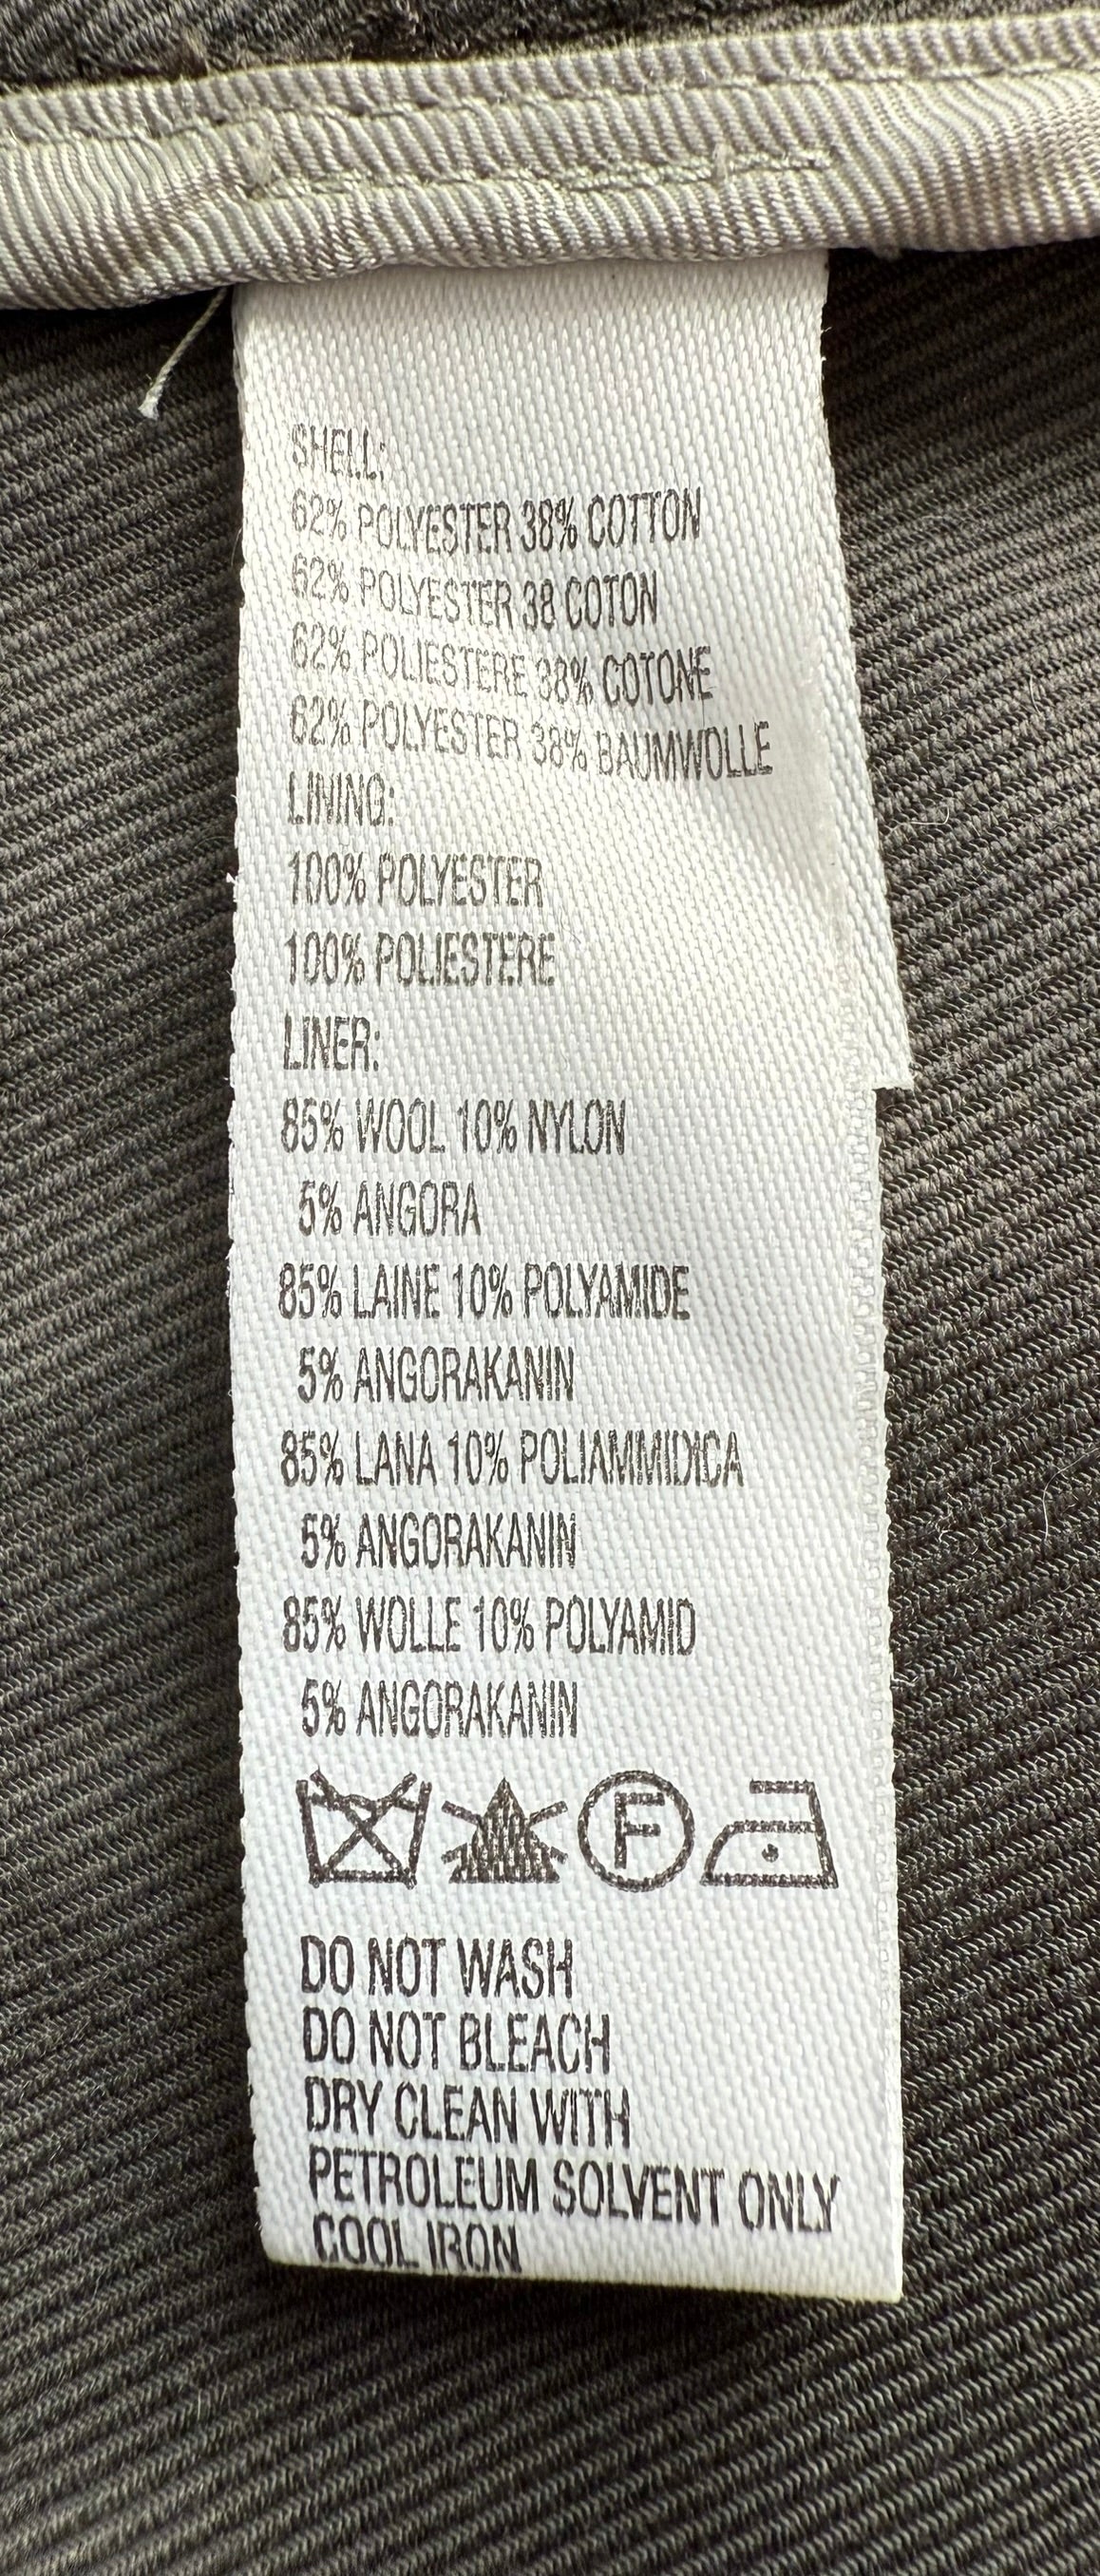 SHELL:
62% POLYESTER 38% COTTON
62% POLYESTER 38 COTON
62% POLIESTERE 38% COTONE
62% POLYESTER 38% BAUMWOLLE
LINING:
100% POLYESTER
100% POLIESTERE
LINER:
85% WOOL 10% NYLON
5% ANGORA
85% LAINE 10% POLYAMIDE
5% ANGORAKANIN
85% LANA 10% POLIAMMIDICA
5% ANGORAKANIN
85% WOLLE 10% POLYAMID
5% ANGORAKANIN
F
DO NOT WASH
DO NOT BLEACH
DRY CLEAN WITH
PETROLEUM SOLVENT ONLY
COOL IRON